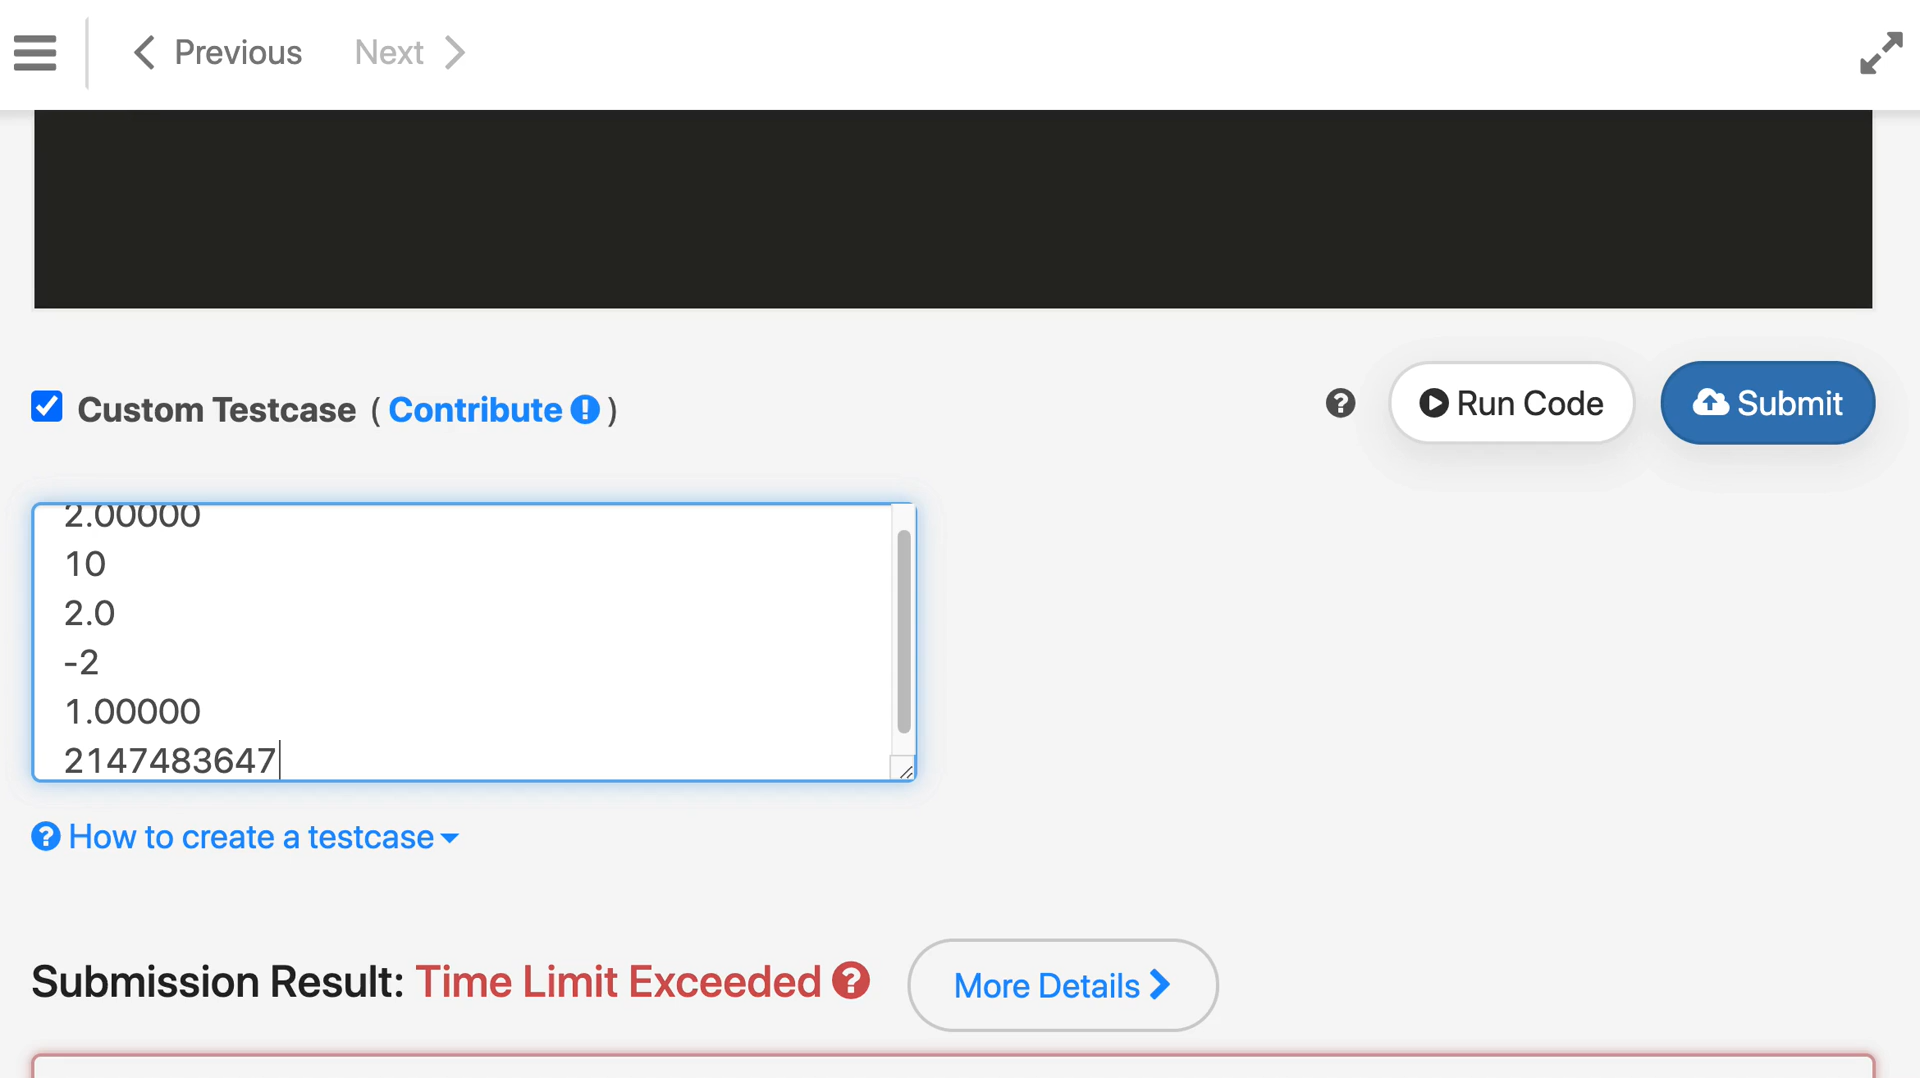 Previous Next
Custom Testcase ( Contribute )
Run Code Submit
2.00000
10
2.0
-2
1.00000
2147483647
How to create a testcase
Submission Result: Time Limit Exceeded More Details